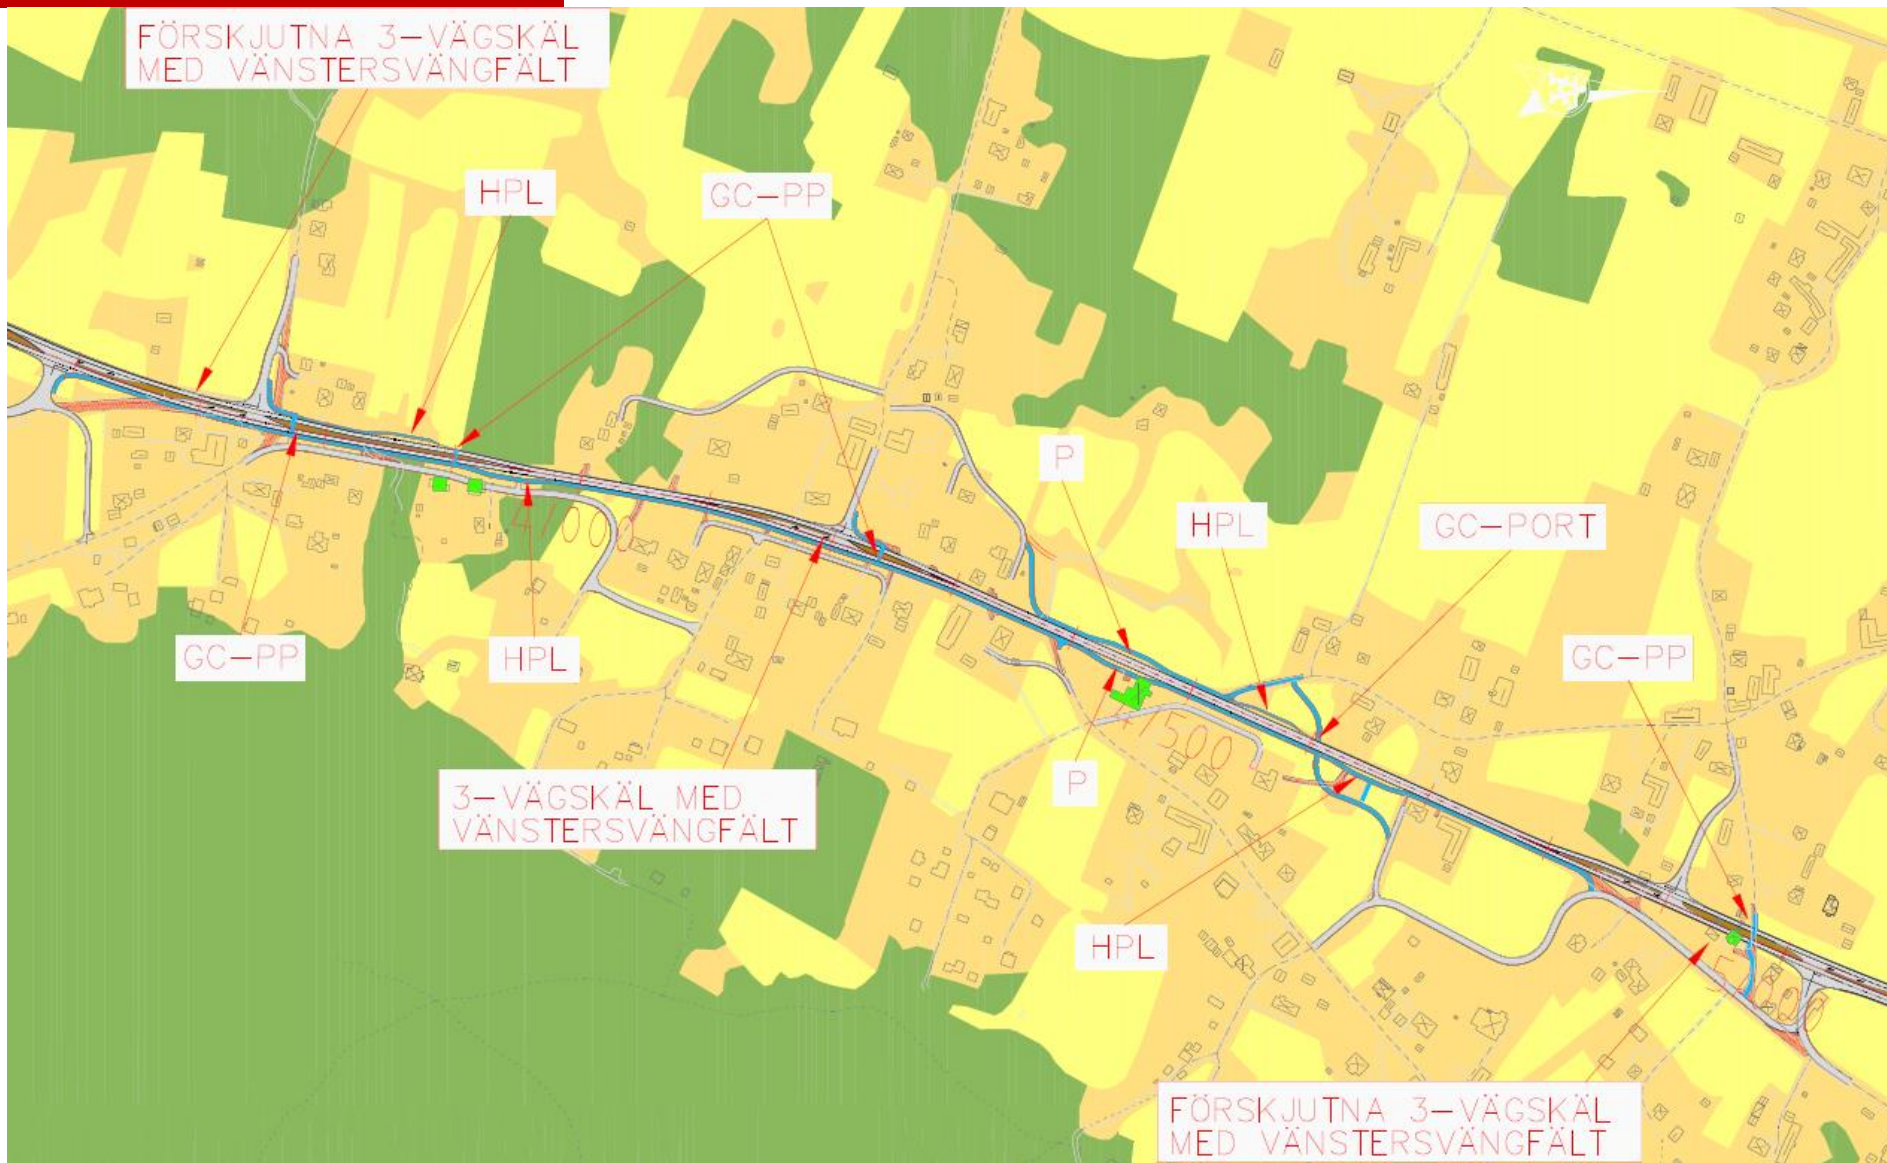 FÖRSKJUTNA 3-VÄGSKÄL
MED VÄNSTERSVÄNGFÄLT
HPL
GC-PP
P
HPL
GC-PORT
GC-PP
HPL
GC-PP
P
3-VÄGSKÄL MED
VÄNSTERSVÄNGFÄLT
HPL
FÖRSKJUTNA 3-VÄGSKÄL
MED VÄNSTERSVÄNGFÄLT